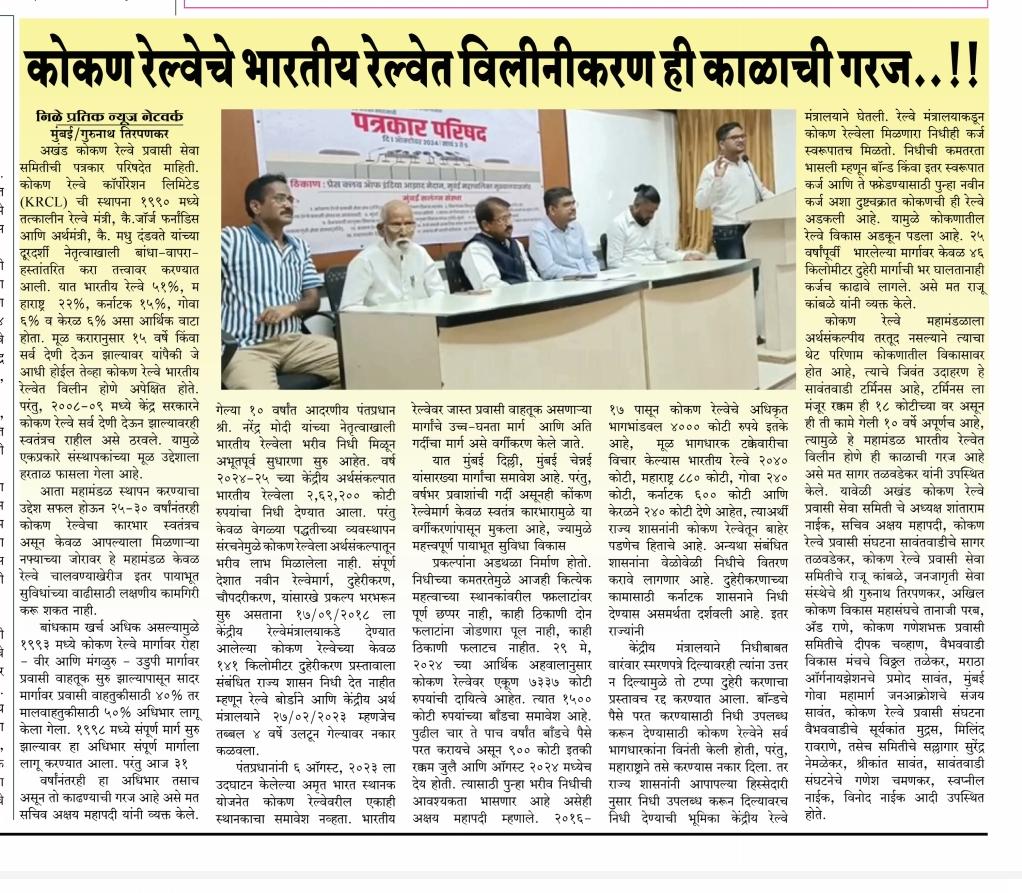 कोकण रेल्वेचे भारतीय रेल्वेत विलीनीकरण ही काळाची गरज..!!
निळे प्रतिक न्यूज नेटवर्क
मुंबई/गुरुनाथ तिरपणकर
अखंड कोकण रेल्वे प्रवासी सेवा
समितीची पत्रकार परिषदेत माहिती.
कोकण रेल्वे कॉर्पोरेशन लिमिटेड
(KRCL) ची स्थापना १९९० मध्ये
तत्कालीन रेल्वे मंत्री, कै.जॉर्ज फर्नांडिस
आणि अर्थमंत्री, कै. मधु दंडवते यांच्या
दूरदर्शी नेतृत्वाखाली बांधा-वापरा-
हस्तांतरित करा तत्त्वावर करण्यात
आली. यात भारतीय रेल्वे ५१%, म
हाराष्ट्र २२%, कर्नाटक १५%, गोवा
६% व केरळ ६% असा आर्थिक वाटा
होता. मूळ करारानुसार १५ वर्षे किंवा
सर्व देणी देऊन झाल्यावर यांपैकी जे
आधी होईल तेव्हा कोकण रेल्वे भारतीय
रेल्वेत विलीन होणे अपेक्षित होते.
परंतु, २००८-०९ मध्ये केंद्र सरकारने
कोकण रेल्वे सर्व देणी देऊन झाल्यावरही
स्वतंत्रच राहील असे ठरवले. यामुळे
एकप्रकारे संस्थापकांच्या मूळ उद्देशाला
हरताळ फासला गेला आहे.
आता महामंडळ स्थापन करण्याचा
उद्देश सफल होऊन २५-३० वर्षांनंतरही
कोकण रेल्वेचा कारभार स्वतंत्रच
असून केवळ आपल्याला मिळणाऱ्या
नफ्याच्या जोरावर हे महामंडळ केवळ
रेल्वे चालवण्याखेरीज इतर पायाभूत
सुविधांच्या वाढीसाठी लक्षणीय कामगिरी
करू शकत नाही.
बांधकाम खर्च अधिक असल्यामुळे
१९९३ मध्ये कोकण रेल्वे मार्गावर रोहा
- वीर आणि मंगळुरु - उडुपी मार्गावर
प्रवासी वाहतूक सुरु झाल्यापासून सादर
मार्गावर प्रवासी वाहतुकीसाठी ४०% तर
मालवाहतुकीसाठी ५०% अधिभार लागू
केला गेला. १९९८ मध्ये संपूर्ण मार्ग सुरु
झाल्यावर हा अधिभार संपूर्ण मार्गाला
लागू करण्यात आला. परंतु आज ३१
वर्षांनंतरही हा अधिभार तसाच
असून तो काढण्याची गरज आहे असे मत
सचिव अक्षय महापदी यांनी व्यक्त केले.
पत्रकार परिषद
दि.१ ऑक्टोबर 2024 | सायं 3 ते 5
ठिकाण : प्रेस क्लब ऑफ इंडिया आझाद मैदान, मुंबई महापालिका मुख्यालयासमोर
मुंबई सलंग्न संस्था
गेल्या १० वर्षांत आदरणीय पंतप्रधान
श्री. नरेंद्र मोदी यांच्या नेतृत्वाखाली
भारतीय रेल्वेला भरीव निधी मिळून
अभूतपूर्व सुधारणा सुरु आहेत. वर्ष
२०२४-२५ च्या केंद्रीय अर्थसंकल्पात
भारतीय रेल्वेला २,६२,२०० कोटी
रुपयांचा निधी देण्यात आला. परंतु
केवळ वेगळ्या पद्धतीच्या व्यवस्थापन
संरचनेमुळे कोकण रेल्वेला अर्थसंकल्पातून
भरीव लाभ मिळालेला नाही. संपूर्ण
देशात नवीन रेल्वेमार्ग, दुहेरीकरण,
चौपदरीकरण, यांसारखे प्रकल्प भरभरून
सुरु असताना १७/०९/२०१८ ला
केंद्रीय रेल्वेमंत्रालयाकडे देण्यात
आलेल्या कोकण रेल्वेच्या केवळ
१४१ किलोमीटर दुहेरीकरण प्रस्तावाला
संबंधित राज्य शासन निधी देत नाहीत
म्हणून रेल्वे बोर्डाने आणि केंद्रीय अर्थ
मंत्रालयाने २७/०२/२०२३ म्हणजेच
तब्बल ४ वर्षे उलटून गेल्यावर नकार
कळवला.
पंतप्रधानांनी ६ ऑगस्ट, २०२३ ला
उदघाटन केलेल्या अमृत भारत स्थानक
योजनेत कोकण रेल्वेवरील एकाही
स्थानकाचा समावेश नव्हता. भारतीय
रेल्वेवर जास्त प्रवासी वाहतूक असणाऱ्या
मार्गांचे उच्च-घनता मार्ग आणि अति
गर्दीचा मार्ग असे वर्गीकरण केले जाते.
यात मुंबई दिल्ली, मुंबई चेन्नई
यांसारख्या मार्गांचा समावेश आहे. परंतु,
वर्षभर प्रवाशांची गर्दी असूनही कोंकण
रेल्वेमार्ग केवळ स्वतंत्र कारभारामुळे या
वर्गीकरणांपासून मुकला आहे, ज्यामुळे
महत्त्वपूर्ण पायाभूत सुविधा विकास
प्रकल्पांना अडथळा निर्माण होतो.
निधीच्या कमतरतेमुळे आजही कित्येक
महत्वाच्या स्थानकांवरील फ्रफलाटांवर
पूर्ण छप्पर नाही, काही ठिकाणी दोन
फलाटांना जोडणारा पूल नाही, काही
ठिकाणी फलाटच नाहीत. २९ मे,
२०२४ च्या आर्थिक अहवालानुसार
कोकण रेल्वेवर एकूण ७३३७ कोटी
रुपयांची दायित्वे आहेत. त्यात १५००
कोटी रुपयांच्या बाँडचा समावेश आहे.
पुढील चार ते पाच वर्षांत बाँडचे पैसे
परत करायचे असून ९०० कोटी इतकी
रक्कम जुलै आणि ऑगस्ट २०२४ मध्येच
देय होती. त्यासाठी पुन्हा भरीव निधीची
आवश्यकता भासणार आहे असेही
अक्षय महापदी म्हणाले. २०१६-
१७ पासून कोकण रेल्वेचे अधिकृत
भागभांडवल ४००० कोटी रुपये इतके
आहे, मूळ भागधारक टक्केवारीचा
विचार केल्यास भारतीय रेल्वे २०४०
कोटी, महाराष्ट्र ८८० कोटी, गोवा २४०
कोटी, कर्नाटक ६०० कोटी आणि
केरळने २४० कोटी देणे आहेत, त्याअर्थी
राज्य शासनांनी कोकण रेल्वेतून बाहेर
पडणेच हिताचे आहे. अन्यथा संबंधित
शासनांना वेळोवेळी निधीचे वितरण
करावे लागणार आहे. दुहेरीकरणाच्या
कामासाठी कर्नाटक शासनाने निधी
देण्यास असमर्थता दर्शवली आहे. इतर
राज्यांनी
केंद्रीय मंत्रालयाने निधीबाबत
वारंवार स्मरणपत्रे दिल्यावरही त्यांना उत्तर
न दिल्यामुळे तो टप्पा दुहेरी करणाचा
प्रस्तावच रद्द करण्यात आला. बॉन्डचे
पैसे परत करण्यासाठी निधी उपलब्ध
करून देण्यासाठी कोकण रेल्वेने सर्व
भागधारकांना विनंती केली होती, परंतु,
महाराष्ट्राने तसे करण्यास नकार दिला. तर
राज्य शासनांनी आपापल्या हिस्सेदारी
नुसार निधी उपलब्ध करून दिल्यावरच
निधी देण्याची भूमिका केंद्रीय रेल्वे
मंत्रालयाने घेतली. रेल्वे मंत्रालयाकडून
कोकण रेल्वेला मिळणारा निधीही कर्ज
स्वरूपातच मिळतो. निधीची कमतरता
भासली म्हणून बॉन्ड किंवा इतर स्वरूपात
कर्ज आणि ते फ्रफेडण्यासाठी पुन्हा नवीन
कर्ज अशा दुष्टचक्रात कोकणची ही रेल्वे
अडकली आहे. यामुळे कोकणातील
रेल्वे विकास अडकून पडला आहे. २५
वर्षांपूर्वी भारलेल्या मार्गावर केवळ ४६
किलोमीटर दुहेरी मार्गाची भर घालतानाही
कर्जच काढावे लागले. असे मत राजू
कांबळे यांनी व्यक्त केले.
कोकण रेल्वे महामंडळाला
अर्थसंकल्पीय तरतूद नसल्याने त्याचा
थेट परिणाम कोकणातील विकासावर
होत आहे, त्याचे जिवंत उदाहरण हे
सावंतवाडी टर्मिनस आहे, टर्मिनस ला
मंजूर रक्कम ही १८ कोटीच्या वर असून
ही ती कामे गेली १० वर्षे अपूर्णच आहे,
त्यामुळे हे महामंडळ भारतीय रेल्वेत
विलीन होणे ही काळाची गरज आहे
असे मत सागर तळवडेकर यांनी उपस्थित
केले. यावेळी अखंड कोकण रेल्वे
प्रवासी सेवा समिती चे अध्यक्ष शांताराम
नाईक, सचिव अक्षय महापदी, कोकण
रेल्वे प्रवासी संघटना सावंतवाडीचे सागर
तळवडेकर, कोकण रेल्वे प्रवासी सेवा
समितीचे राजू कांबळे, जनजागृती सेवा
संस्थेचे श्री गुरुनाथ तिरपणकर, अखिल
कोकण विकास महासंघचे तानाजी परब,
ॲड राणे, कोकण गणेशभक्त प्रवासी
समितीचे दीपक चव्हाण, वैभववाडी
विकास मंचचे विठ्ठल तळेकर, मराठा
ऑर्गनायझेशनचे प्रमोद सावंत, मुंबई
गोवा महामार्ग जनआक्रोशचे संजय
सावंत, कोकण रेल्वे प्रवासी संघटना
वैभववाडीचे सूर्यकांत मुद्रस, मिलिंद
रावराणे, तसेच समितीचे सल्लागार सुरेंद्र
नेमळेकर, श्रीकांत सावंत, सावंतवाडी
संघटनेचे गणेश चमणकर, स्वप्नील
नाईक, विनोद नाईक आदी उपस्थित
होते.